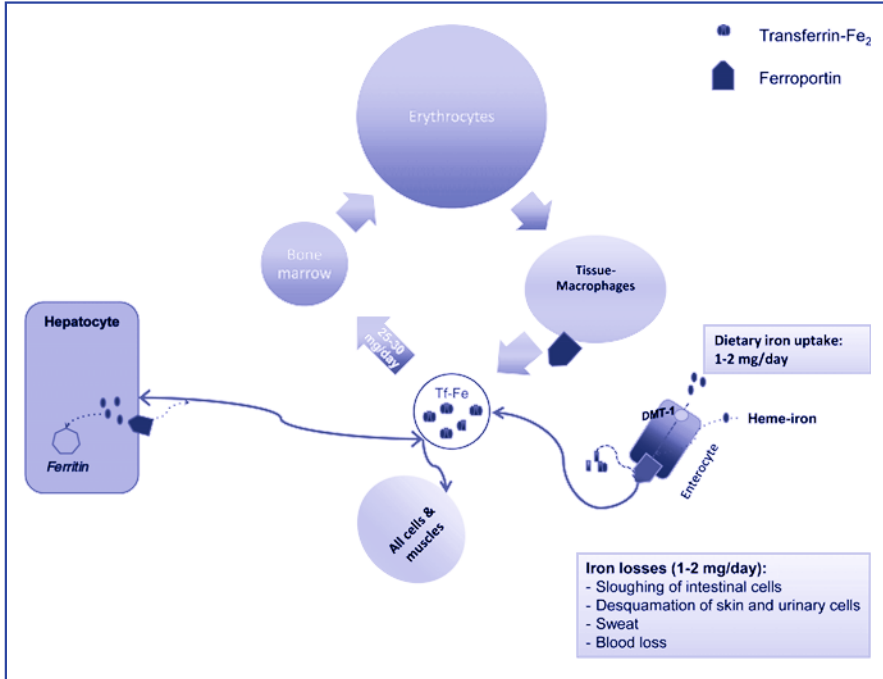 Transferrin-Fe2
Ferroportin
Erythrocytes
Bone
marrow
Tissue-
Macrophages
25-30
mg/day
Hepatocyte
Ferritin
Tf-Fe
All cells &
muscles
Dietary iron uptake:
1-2 mg/day
DMT-1
Heme-iron
Enterocyte
Iron losses (1-2 mg/day):
- Sloughing of intestinal cells
- Desquamation of skin and urinary cells
- Sweat
- Blood loss